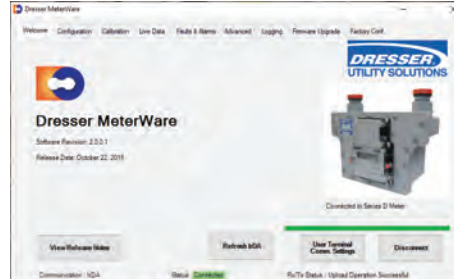 Dresser MeterWare
Welcome Configuration Calibration Live Data Faults & Alarms Advanced Logging Firmware Upgrade Factory Conf.
DRESSER
UTILITY SOLUTIONS
Dresser MeterWare
Software Revision: 2.0.0.1
Release Date: October 22, 2015
Connected to Series D Meter
View Release Notes
Refresh IrDA
User Terminal
Comm. Settings
Disconnect
Communication : IrDA
Status: Connected
Rx/Tx Status : Upload Operation Successful